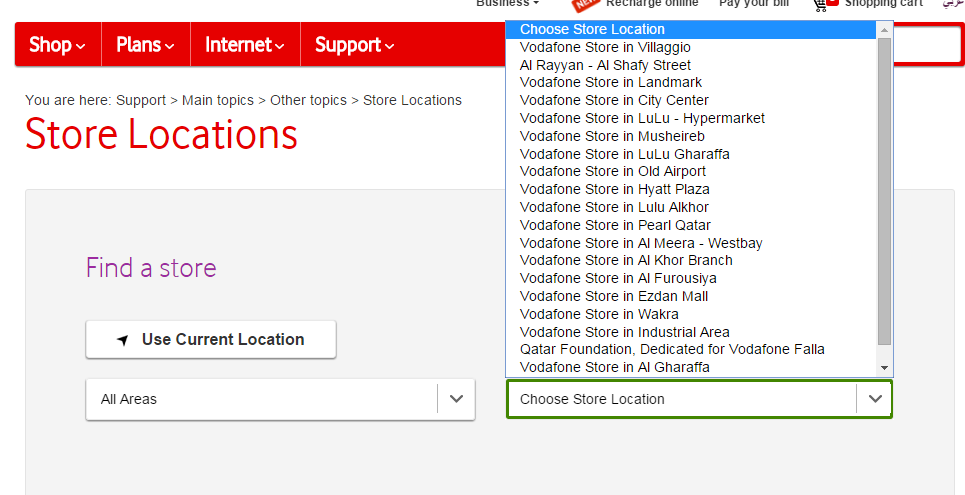 Business
NEW
Recharge online
Pay your bill
Shopping cart
عربي
Shop
Plans
Internet
Support
You are here: Support > Main topics > Other topics > Store Locations
Store Locations
Find a store
Use Current Location
All Areas
Choose Store Location
Vodafone Store in Villaggio
Al Rayyan - Al Shafy Street
Vodafone Store in Landmark
Vodafone Store in City Center
Vodafone Store in LuLu - Hypermarket
Vodafone Store in Musheireb
Vodafone Store in LuLu Gharaffa
Vodafone Store in Old Airport
Vodafone Store in Hyatt Plaza
Vodafone Store in Lulu Alkhor
Vodafone Store in Pearl Qatar
Vodafone Store in Al Meera - Westbay
Vodafone Store in Al Khor Branch
Vodafone Store in Al Furousiya
Vodafone Store in Ezdan Mall
Vodafone Store in Wakra
Vodafone Store in Industrial Area
Qatar Foundation, Dedicated for Vodafone Falla
Vodafone Store in Al Gharaffa
Choose Store Location